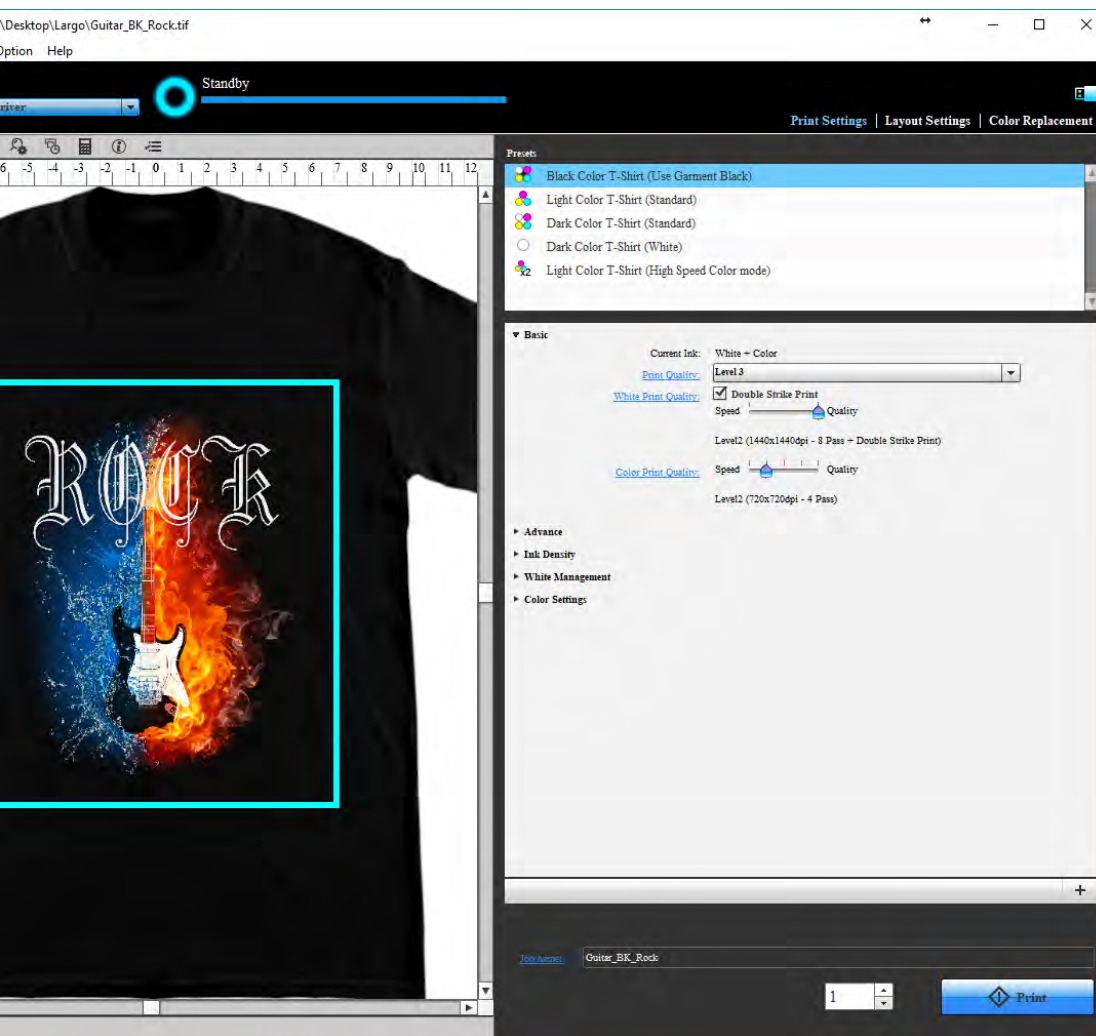 \Desktop\Largo\Guitar_BK_Rock.tif
Option Help
Standby
river
Print Settings | Layout Settings | Color Replacement
6 -5 -4 -3 -2 -1 0 1 2 3 4 5 6 7 8 9 10 11 12
Presets
Black Color T-Shirt (Use Garment Black)
Light Color T-Shirt (Standard)
Dark Color T-Shirt (Standard)
Dark Color T-Shirt (White)
x2 Light Color T-Shirt (High Speed Color mode)
▼ Basic
Current Ink: White + Color
Print Quality: Level 3
White Print Quality: Double Strike Print
Speed Quality
Level2 (1440x1440dpi - 8 Pass + Double Strike Print)
Color Print Quality: Speed Quality
Level2 (720x720dpi - 4 Pass)
Advance
Ink Density
White Management
Color Settings
ROCK
+
Job name: Guitar_BK_Rock
1
Print